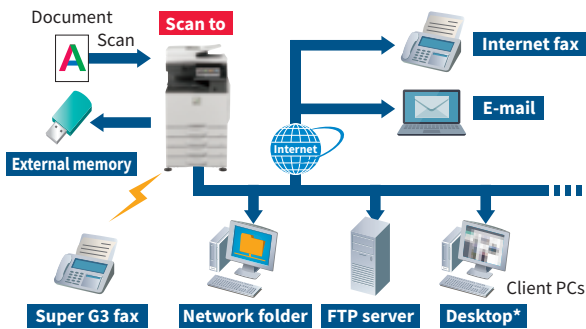 Document
Scan
A
Scan to
Internet fax
E-mail
External memory
Internet
Client PCs
Super G3 fax
Network folder
FTP server
Desktop*